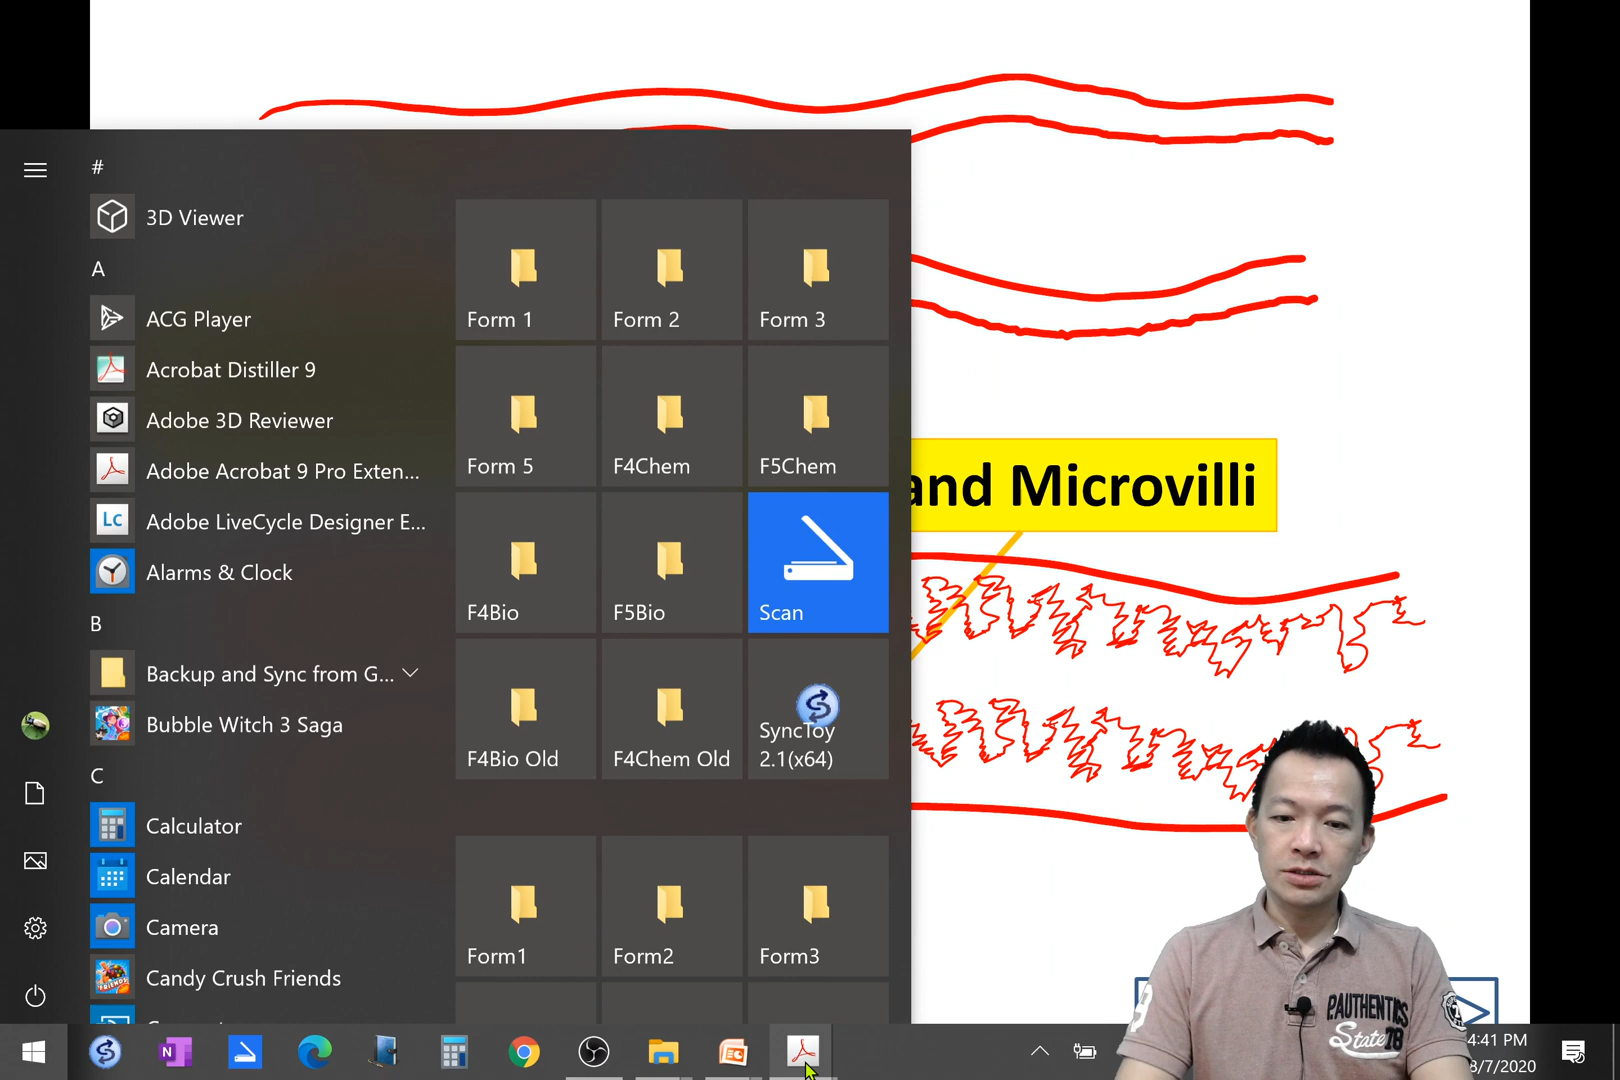 #
3D Viewer
A
ACG Player
Acrobat Distiller 9
Adobe 3D Reviewer
Adobe Acrobat 9 Pro Exten...
Adobe LiveCycle Designer E...
Alarms & Clock
B
Backup and Sync from G...
Bubble Witch 3 Saga
C
Calculator
Calendar
Camera
Candy Crush Friends
Form 1
Form 2
Form 3
Form 5
F4Chem
F5Chem
F4Bio
F5Bio
Scan
F4Bio Old
F4Chem Old
SyncToy
2.1(x64)
Form1
Form2
Form3
and Microvilli
PAUTHENTICS
State 78
4:41 PM
8/7/2020